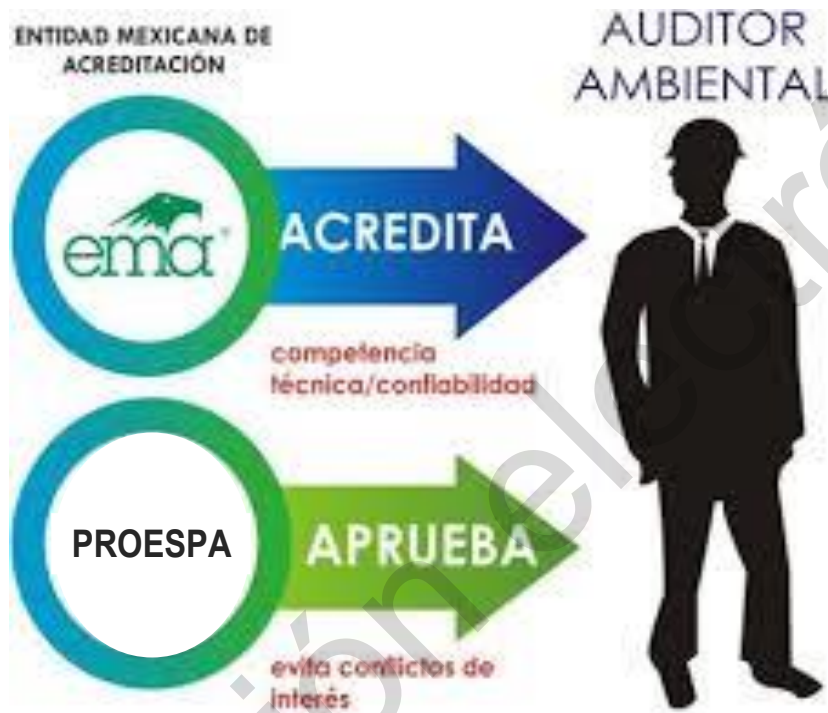 ENTIDAD MEXICANA DE
ACREDITACIÓN
AUDITOR
AMBIENTAL
ema®
ACREDITA
competencia
técnica/confiabilidad
PROESPA
APRUEBA
evita conflictos de
interés